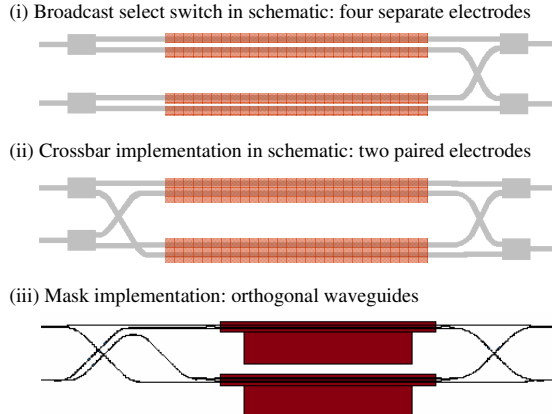 (i) Broadcast select switch in schematic: four separate electrodes
(ii) Crossbar implementation in schematic: two paired electrodes
(iii) Mask implementation: orthogonal waveguides